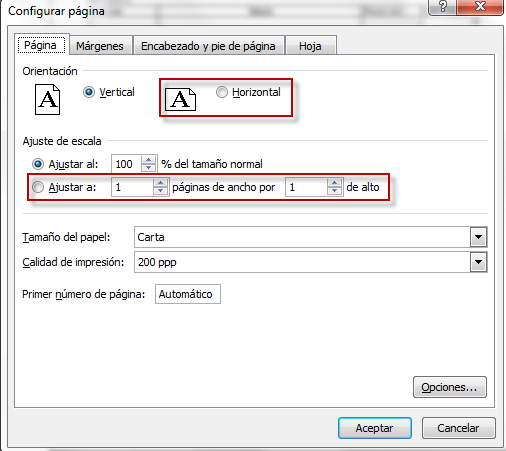 Configurar página
Página Márgenes Encabezado y pie de página Hoja
Orientación
A Vertical A Horizontal
Ajuste de escala
Ajustar al: 100 % del tamaño normal
Ajustar a: 1 páginas de ancho por 1 de alto
Tamaño del papel: Carta
Calidad de impresión: 200 ppp
Primer número de página: Automático
Opciones...
Aceptar Cancelar